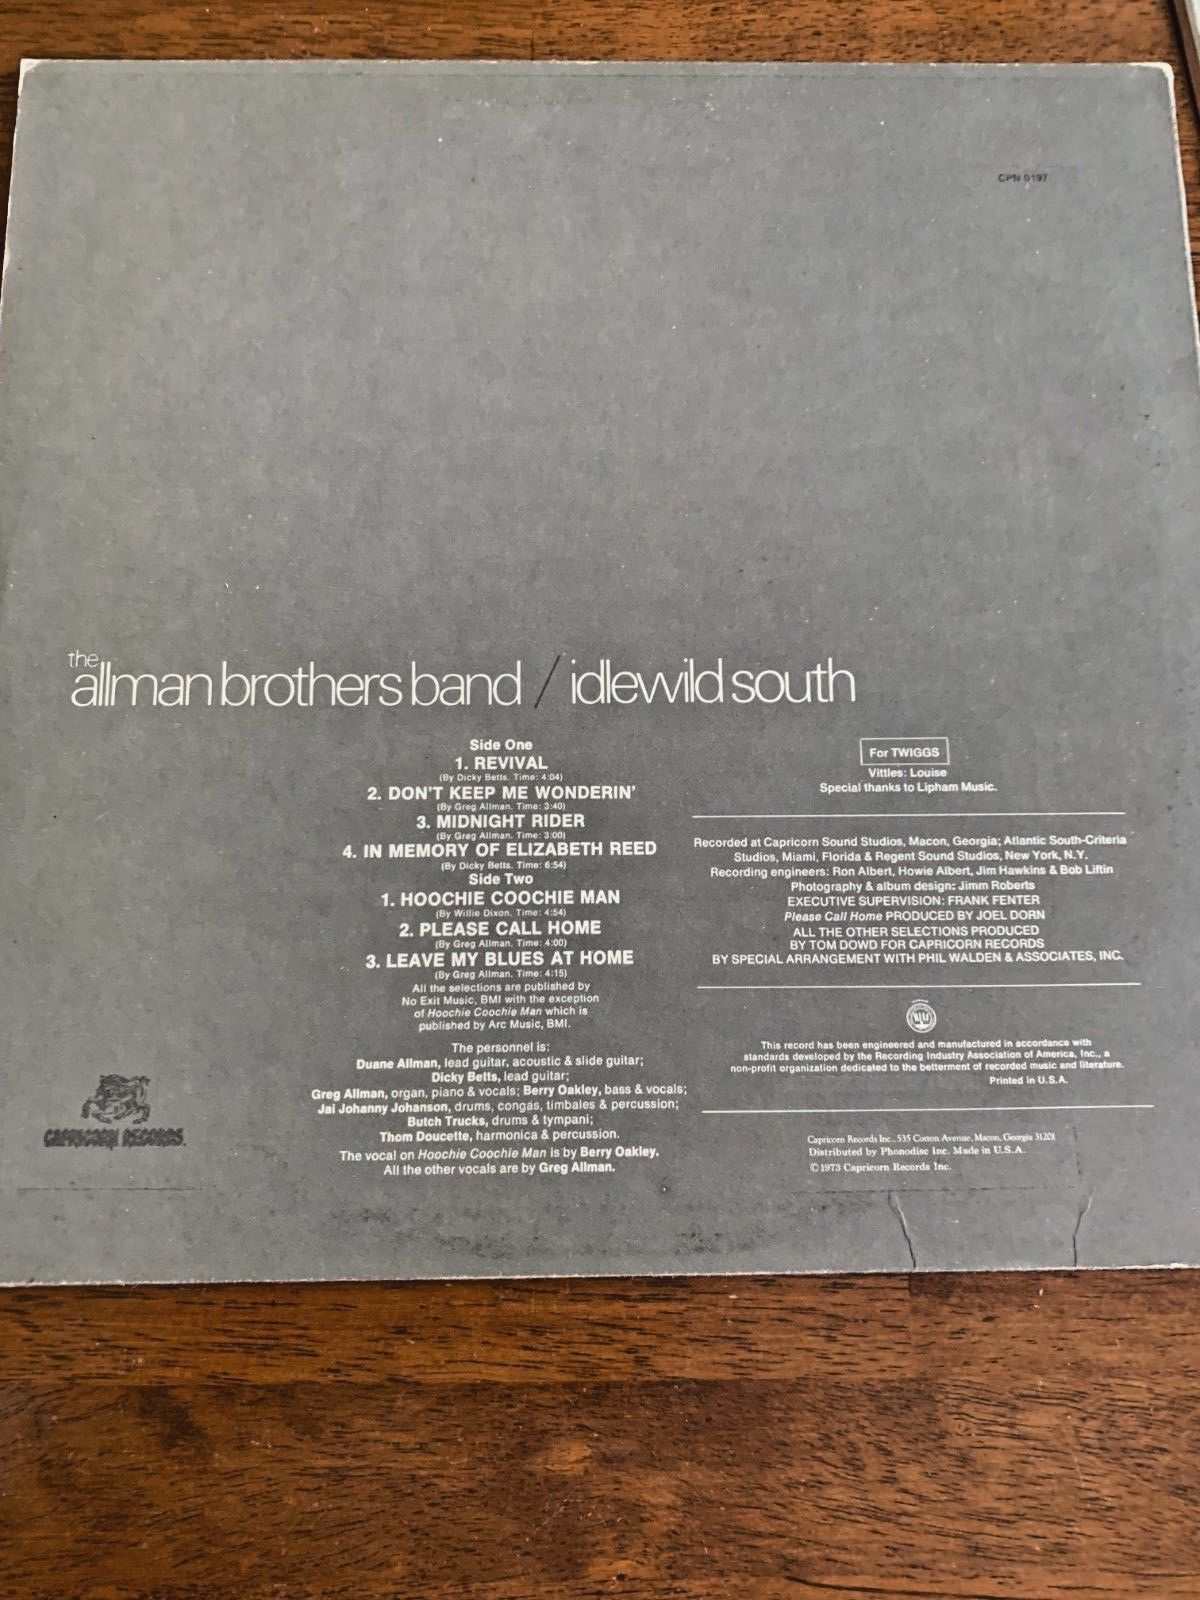 CPN 0197
the
allman brothers band / idlewild south
Side One
1. REVIVAL
(By Dicky Betts. Time: 4:04)
2. DON'T KEEP ME WONDERIN'
(By Greg Allman. Time: 3:40)
3. MIDNIGHT RIDER
(By Greg Allman. Time: 3:00)
4. IN MEMORY OF ELIZABETH REED
(By Dicky Betts. Time: 6:54)
Side Two
1. HOOCHIE COOCHIE MAN
(By Willie Dixon. Time: 4:54)
2. PLEASE CALL HOME
(By Greg Allman. Time: 4:00)
3. LEAVE MY BLUES AT HOME
(By Greg Allman. Time: 4:15)
All the selections are published by
No Exit Music, BMI with the exception
of Hoochie Coochie Man which is
published by Arc Music, BMI.
The personnel is:
Duane Allman, lead guitar, acoustic & slide guitar;
Dicky Betts, lead guitar;
Greg Allman, organ, piano & vocals; Berry Oakley, bass & vocals;
Jai Johanny Johanson, drums, congas, timbales & percussion;
Butch Trucks, drums & tympani;
Thom Doucette, harmonica & percussion.
The vocal on Hoochie Coochie Man is by Berry Oakley.
All the other vocals are by Greg Allman.
For TWIGGS
Vittles: Louise
Special thanks to Lipham Music.
Recorded at Capricorn Sound Studios, Macon, Georgia; Atlantic South-Criteria
Studios, Miami, Florida & Regent Sound Studios, New York, N.Y.
Recording engineers: Ron Albert, Howie Albert, Jim Hawkins & Bob Liftin
Photography & album design: Jimm Roberts
EXECUTIVE SUPERVISION: FRANK FENTER
Please Call Home PRODUCED BY JOEL DORN
ALL THE OTHER SELECTIONS PRODUCED
BY TOM DOWD FOR CAPRICORN RECORDS
BY SPECIAL ARRANGEMENT WITH PHIL WALDEN & ASSOCIATES, INC.
This record has been engineered and manufactured in accordance with
standards developed by the Recording Industry Association of America, Inc., a
non-profit organization dedicated to the betterment of recorded music and literature.
Printed in U.S.A.
CAPRICORN RECORDS
Capricorn Records Inc., 535 Cotton Avenue, Macon, Georgia 31201
Distributed by Phonodisc Inc. Made in U.S.A.
© 1973 Capricorn Records Inc.